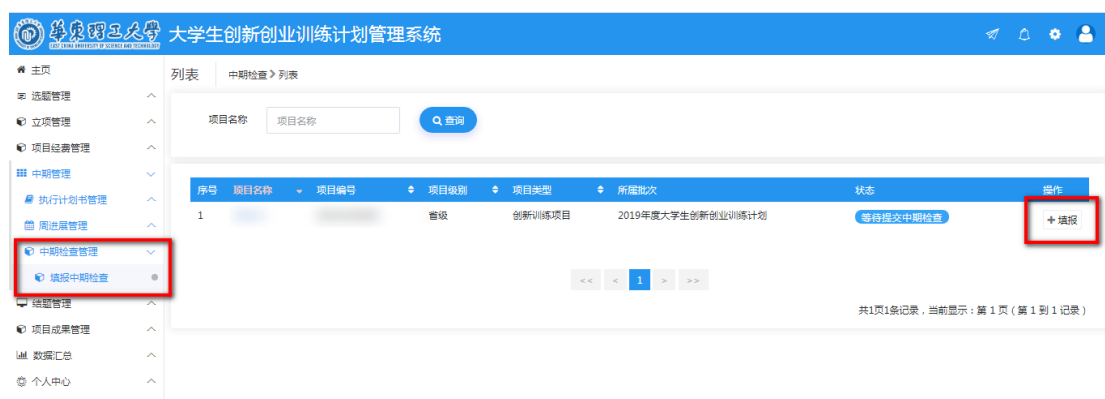 華東理工大學 大学生创新创业训练计划管理系统
EAST CHINA UNIVERSITY OF SCIENCE AND TECHNOLOGY
主页
选题管理
立项管理
项目经费管理
中期管理
执行计划书管理
周进展管理
中期检查管理
填报中期检查
结题管理
项目成果管理
数据汇总
个人中心
列表 中期检查 > 列表
项目名称 项目名称 查询
序号 项目名称 项目编号 项目级别 项目类型 所属批次 状态 操作
1 省级 创新训练项目 2019年度大学生创新创业训练计划 等待提交中期检查 + 填报
<< < 1 > >>
共1页1条记录，当前显示：第 1 页 ( 第 1 到 1 记录 )